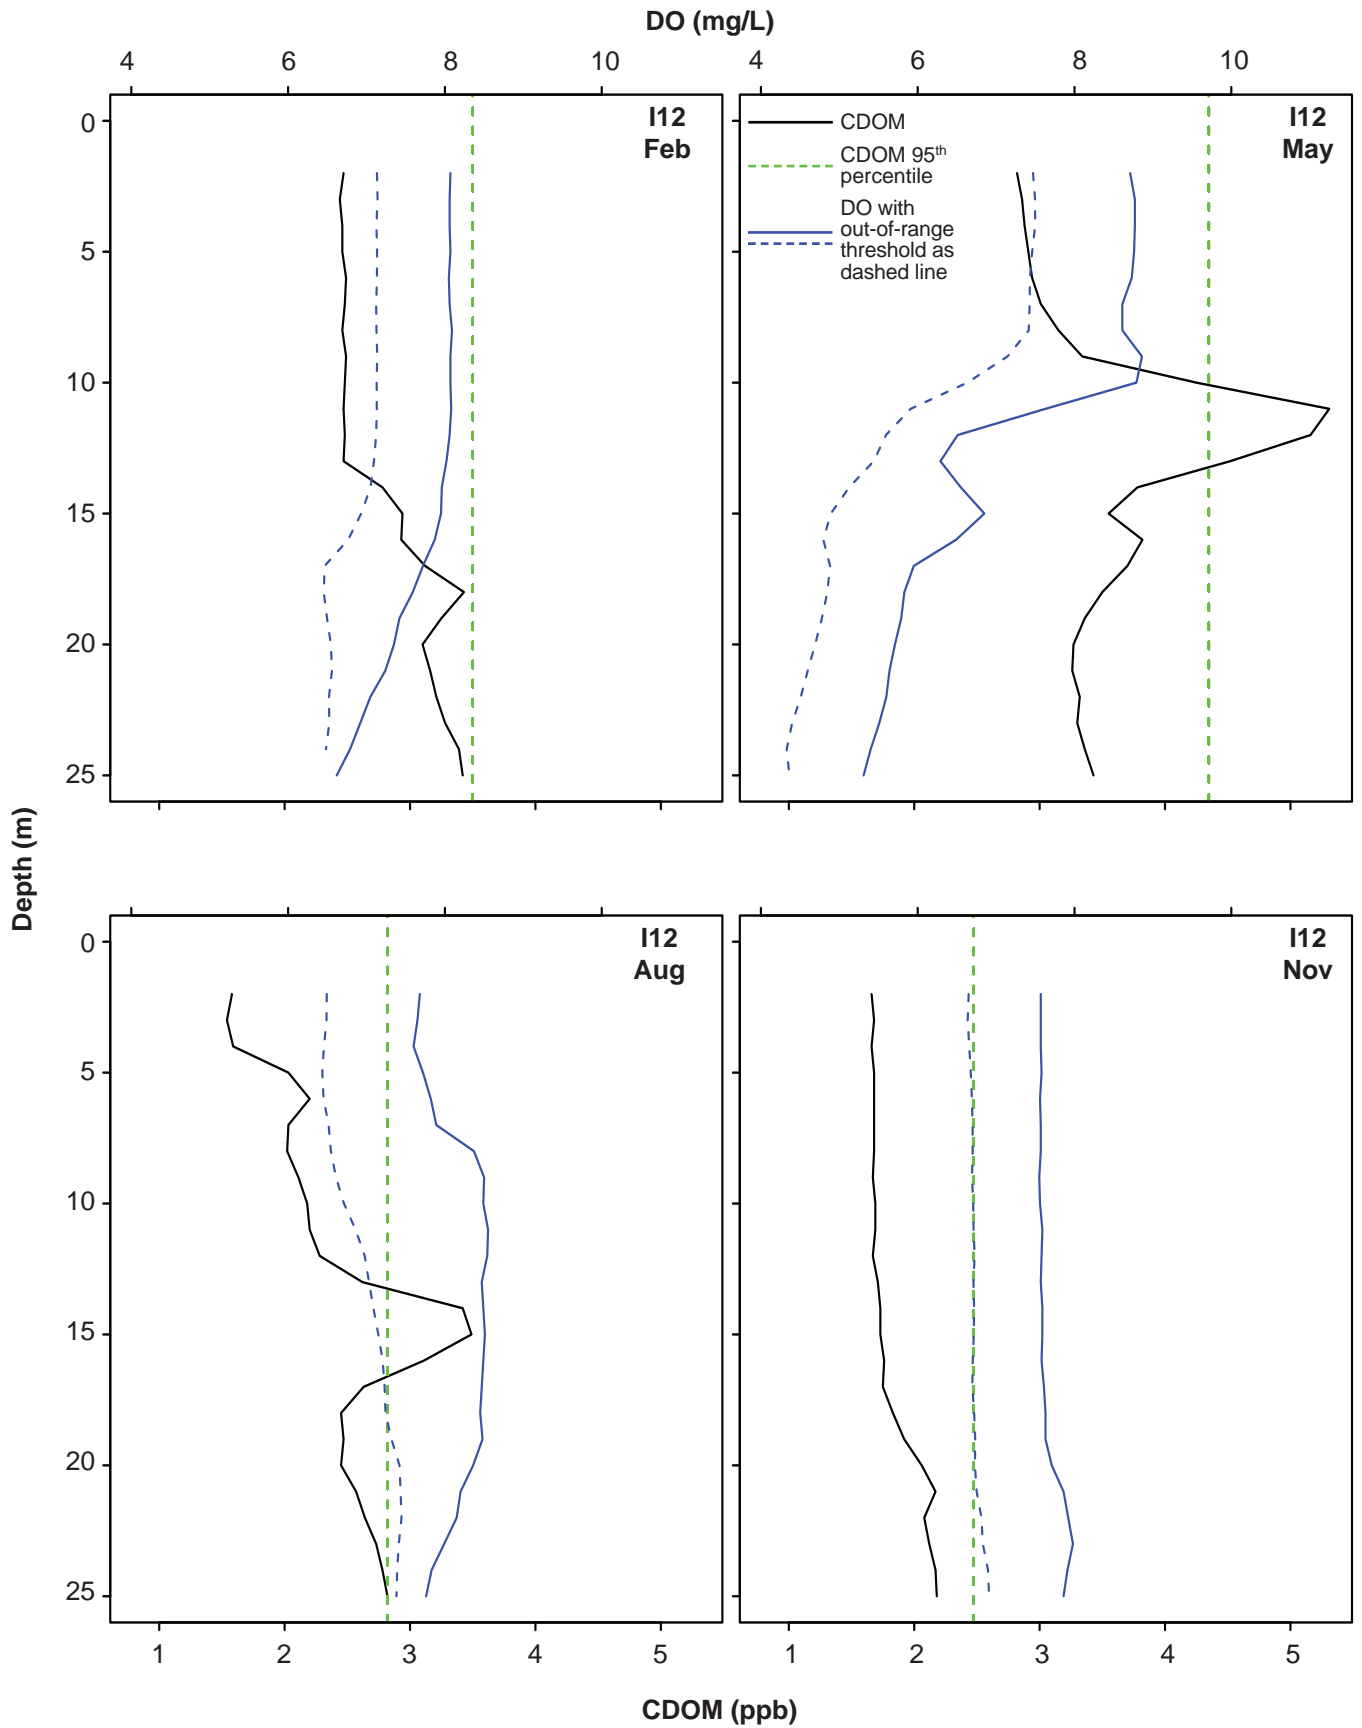 DO (mg/L)
4 6 8 10
4 6 8 10
I12
Feb
0
5
10
15
20
25
CDOM
CDOM 95th
percentile
DO with
out-of-range
threshold as
dashed line
I12
May
Depth (m)
I12
Aug
0
5
10
15
20
25
I12
Nov
1 2 3 4 5
1 2 3 4 5
CDOM (ppb)